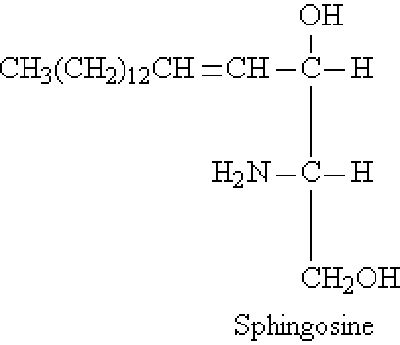 OH
CH₃(CH₂)₁₂CH=CH–C–H
H₂N–C–H
CH₂OH
Sphingosine